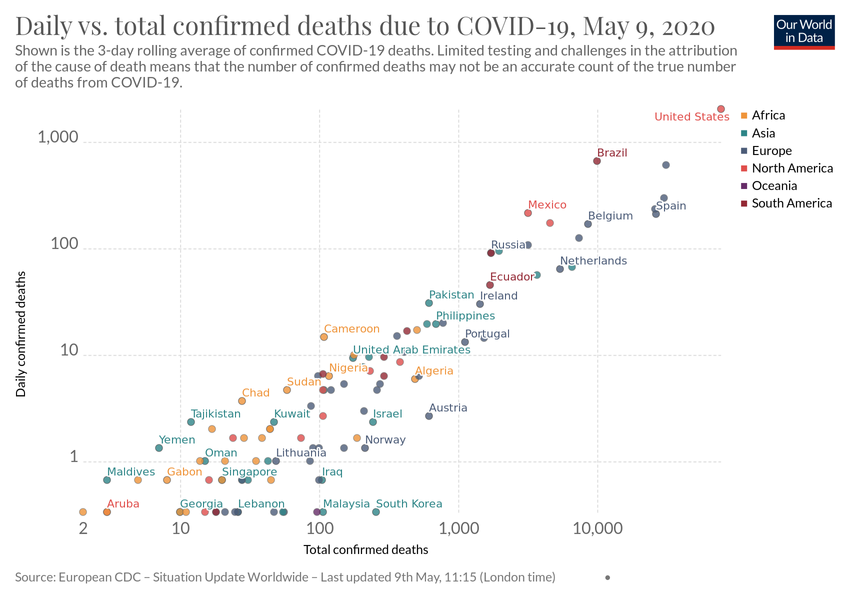 Daily vs. total confirmed deaths due to COVID-19, May 9, 2020
Our World
in Data
Shown is the 3-day rolling average of confirmed COVID-19 deaths. Limited testing and challenges in the attribution
of the cause of death means that the number of confirmed deaths may not be an accurate count of the true number
of deaths from COVID-19.
United States
Africa
Asia
Europe
North America
Oceania
South America
1,000
Brazil
Mexico
Spain
Belgium
100
Russia
Netherlands
Ecuador
Pakistan
Ireland
Philippines
Cameroon
Portugal
10
United Arab Emirates
Nigeria
Algeria
Sudan
Chad
Austria
Tajikistan
Kuwait
Israel
Yemen
Norway
Oman
Lithuania
1
Maldives
Gabon
Singapore
Iraq
Aruba
Georgia
Lebanon
Malaysia
South Korea
2
10
100
1,000
10,000
Daily confirmed deaths
Total confirmed deaths
Source: European CDC – Situation Update Worldwide – Last updated 9th May, 11:15 (London time)